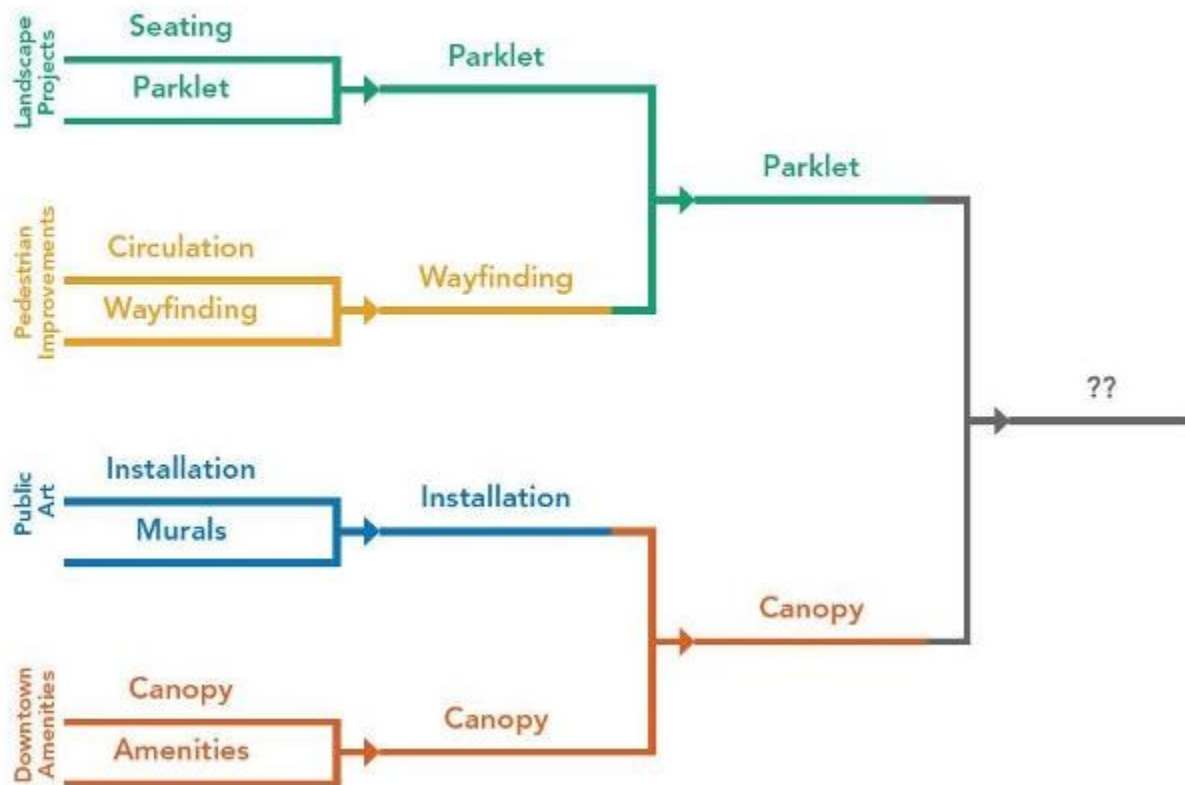 Landscape
Projects
Seating
Parklet
Parklet
Parklet
Pedestrian
Improvements
Circulation
Wayfinding
Wayfinding
??
Public
Art
Installation
Murals
Installation
Canopy
Downtown
Amenities
Canopy
Amenities
Canopy